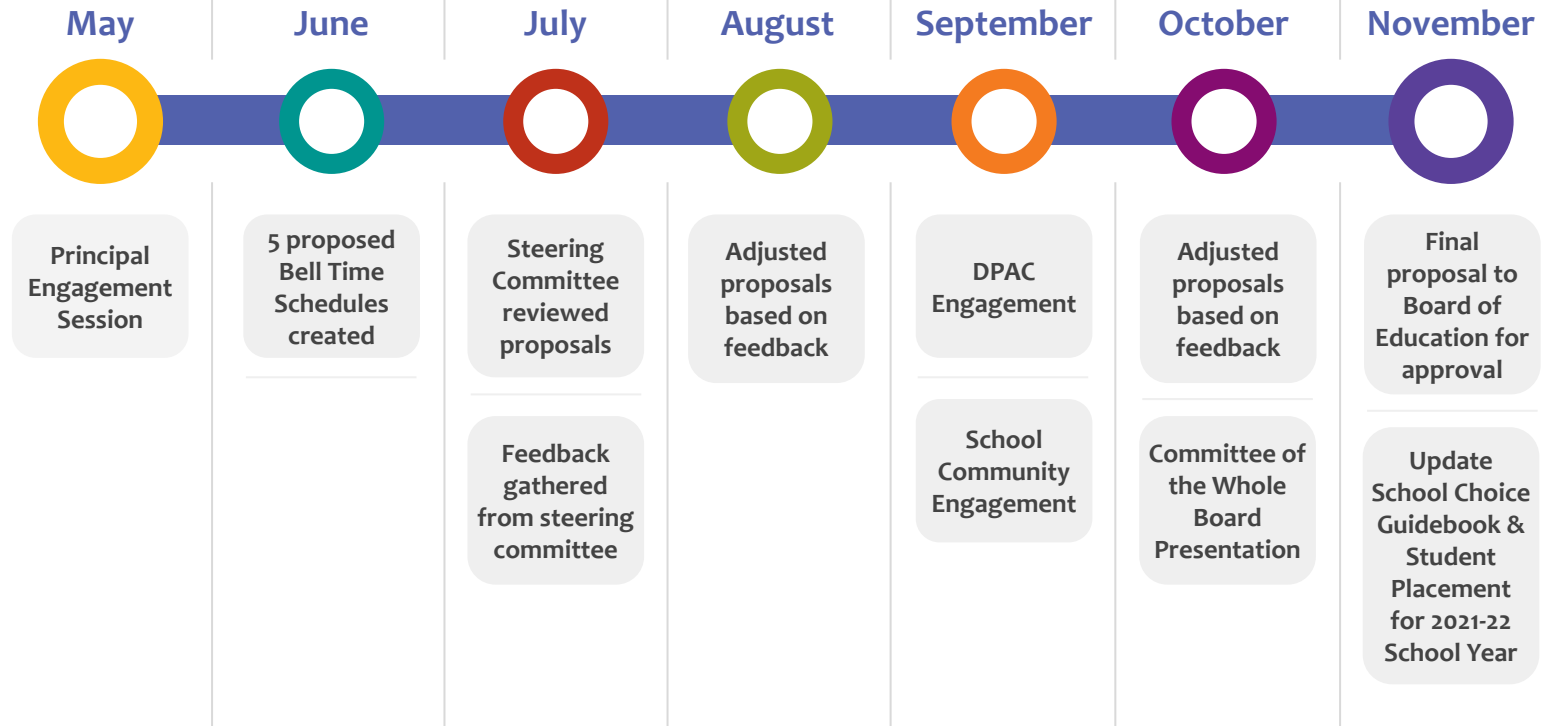 May
June
July
August
September
October
November
Principal
Engagement
Session
5 proposed
Bell Time
Schedules
created
Steering
Committee
reviewed
proposals
Feedback
gathered
from steering
committee
Adjusted
proposals
based on
feedback
DPAC
Engagement
School
Community
Engagement
Adjusted
proposals
based on
feedback
Committee of
the Whole
Board
Presentation
Final
proposal to
Board of
Education for
approval
Update
School Choice
Guidebook &
Student
Placement
for 2021-22
School Year